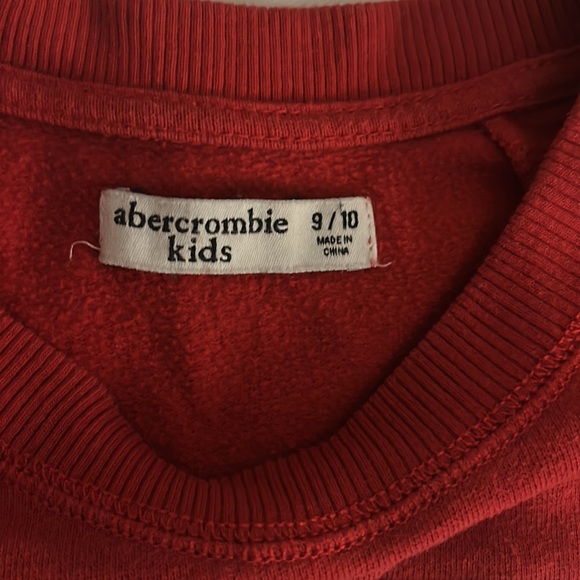 abercrombie
kids
9/10
MADE IN
CHINA